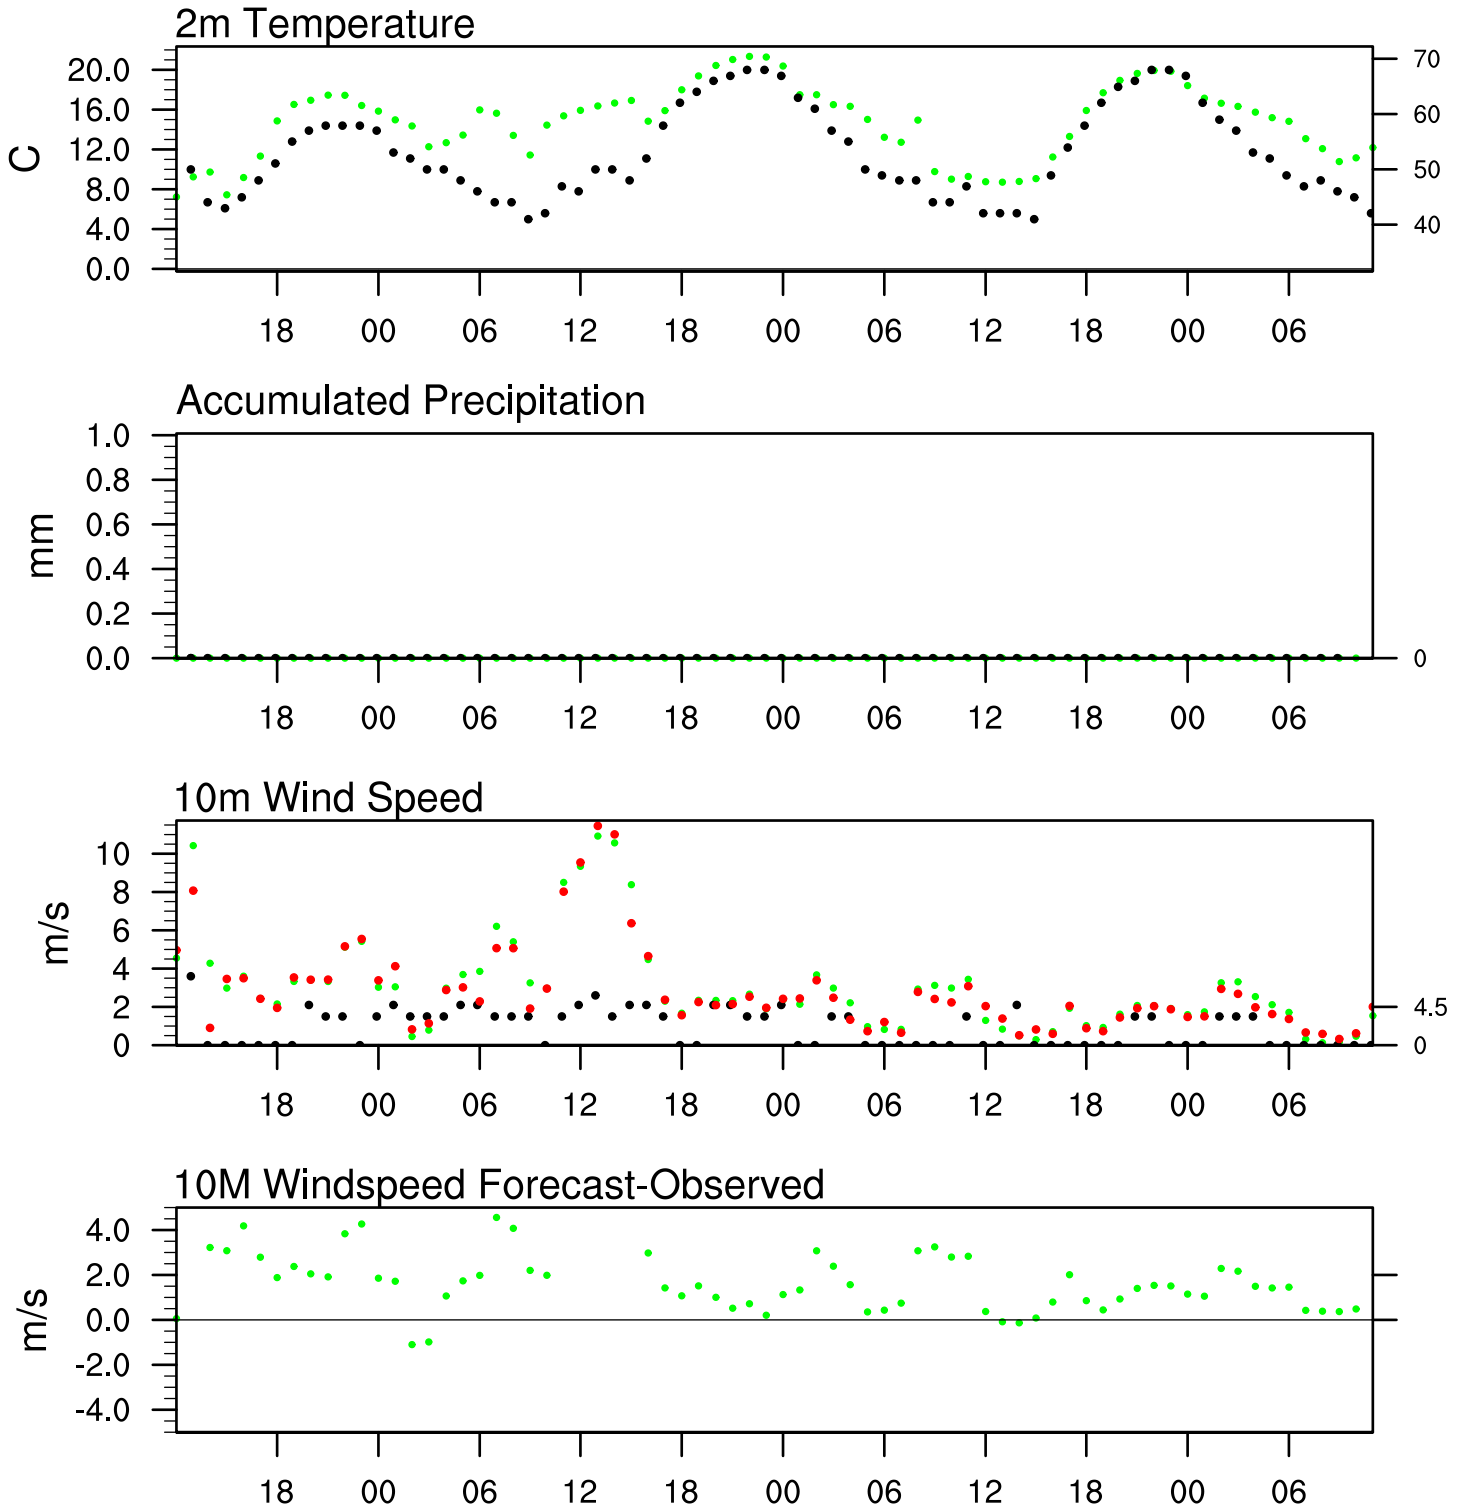 2m Temperature
20.0 70
16.0 60
12.0 50
8.0
4.0 40
0.0
C
18 00 06 12 18 00 06 12 18 00 06
Accumulated Precipitation
1.0
0.8
0.6
0.4
0.2
0.0 0
mm
18 00 06 12 18 00 06 12 18 00 06
10m Wind Speed
10
8
6
4
2 4.5
0 0
m/s
18 00 06 12 18 00 06 12 18 00 06
10M Windspeed Forecast-Observed
4.0
2.0
0.0
-2.0
-4.0
m/s
18 00 06 12 18 00 06 12 18 00 06